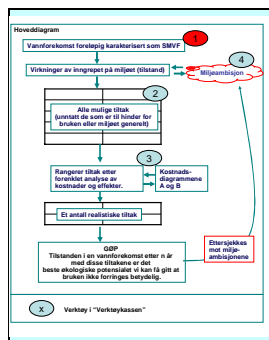 Hoveddiagram
Vannforekomst foreløpig karakterisert som SMVF
1
4
Virkninger av inngrepet på miljøet (tilstand)
Miljøambisjon
2
Alle mulige tiltak
(unntatt de som er til hinder for
bruken eller miljøet generelt)
3
Rangerer tiltak etter
forenklet analyse av
kostnader og effekter.
Kostnads-
diagrammene
A og B
Et antall realistiske tiltak
GØP
Tilstanden i en vannforekomst etter n år
med disse tiltakene er det
beste økologiske potensialet vi kan få gitt at
bruken ikke forringes betydelig.
Ettersjekkes
mot miljø-
ambisjonene
x
Verktøy i "Verktøykassen"